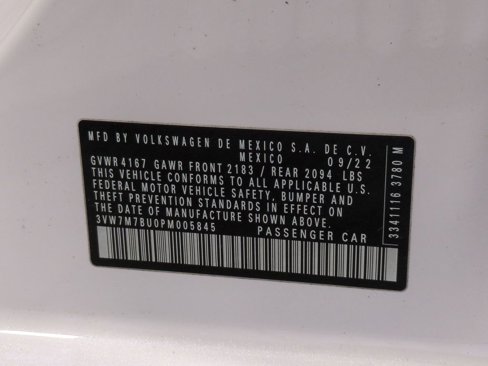 MFD BY VOLKSWAGEN DE MEXICO S.A. DE C.V.
MEXICO 09/22
GVWR4167 GAWR FRONT 2183 / REAR 2094 LBS
THIS VEHICLE CONFORMS TO ALL APPLICABLE U.S.
FEDERAL MOTOR VEHICLE SAFETY, BUMPER AND
THEFT PREVENTION STANDARDS IN EFFECT ON
THE DATE OF MANUFACTURE SHOWN ABOVE.
3VW7M7BU0PM005845 PASSENGER CAR
3341116 3780 M